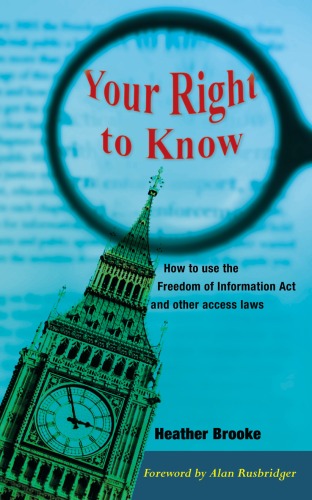 Your Right
to Know
How to use the
Freedom of Information Act
and other access laws
Heather Brooke
Foreword by Alan Rusbridger